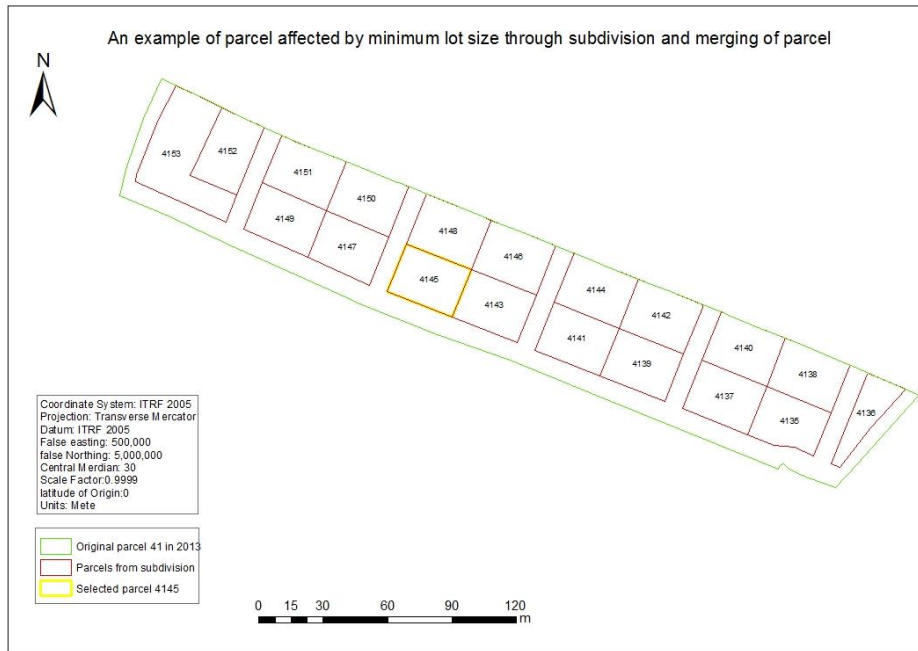 An example of parcel affected by minimum lot size through subdivision and merging of parcel
N
4153
4152
4151
4150
4149
4147
4148
4146
4145
4143
4144
4142
4141
4139
4140
4138
4137
4135
4136
Coordinate System: ITRF 2005
Projection: Transverse Mercator
Datum: ITRF 2005
False easting: 500,000
false Northing: 5,000,000
Central Merdian: 30
Scale Factor:0.9999
latitude of Origin:0
Units: Mete
Original parcel 41 in 2013
Parcels from subdivision
Selected parcel 4145
0 15 30 60 90 120
m